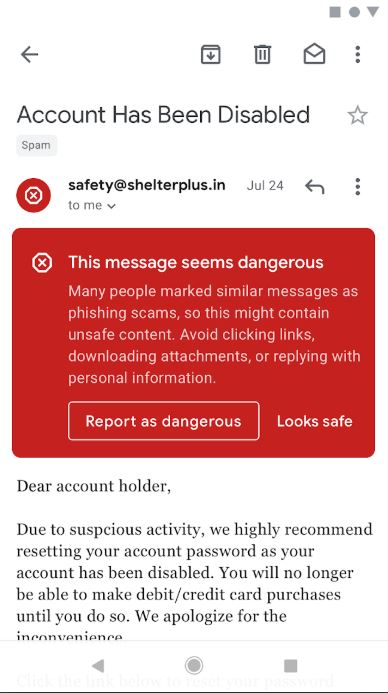 Account Has Been Disabled
Spam
safety@shelterplus.in Jul 24
to me
This message seems dangerous
Many people marked similar messages as
phishing scams, so this might contain
unsafe content. Avoid clicking links,
downloading attachments, or replying with
personal information.
Report as dangerous Looks safe
Dear account holder,
Due to suspcious activity, we highly recommend
resetting your account password as your
account has been disabled. You will no longer
be able to make debit/credit card purchases
until you do so. We apologize for the
inconvenience
Click the link below to reset your password